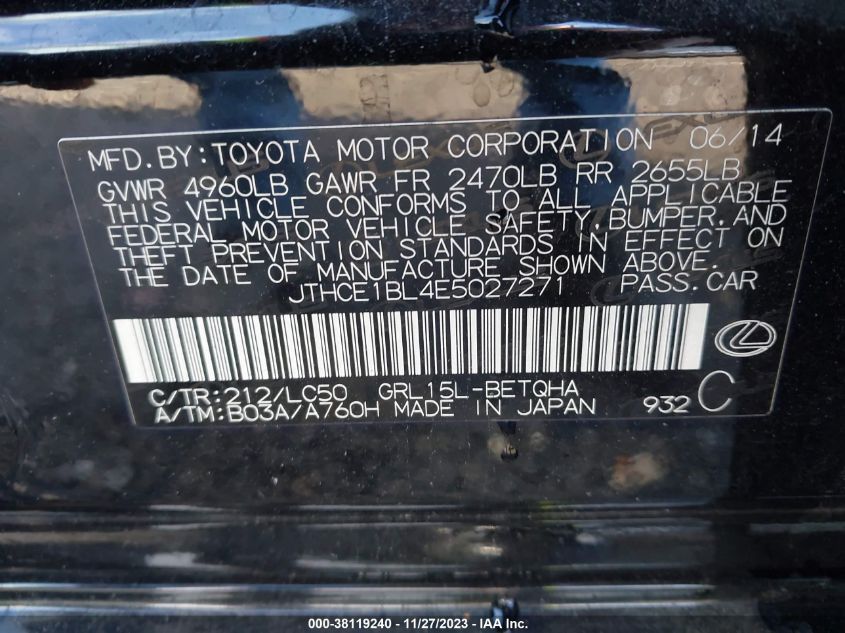 MFD.BY:TOYOTA MOTOR CORPORATION 06/14
GVWR 4960LB GAWR FR 2470LB RR 2655LB
THIS VEHICLE CONFORMS TO ALL APPLICABLE
FEDERAL MOTOR VEHICLE SAFETY,BUMPER,AND
THEFT PREVENTION STANDARDS IN EFFECT ON
THE DATE OF MANUFACTURE SHOWN ABOVE.
JTHCE1BL4E5027271 PASS.CAR
C/TR:212/LC50 GRL15L-BETQHA
A/TM:B03A/A760H MADE IN JAPAN 932 C
000-38119240 - 11/27/2023 - IAA Inc.